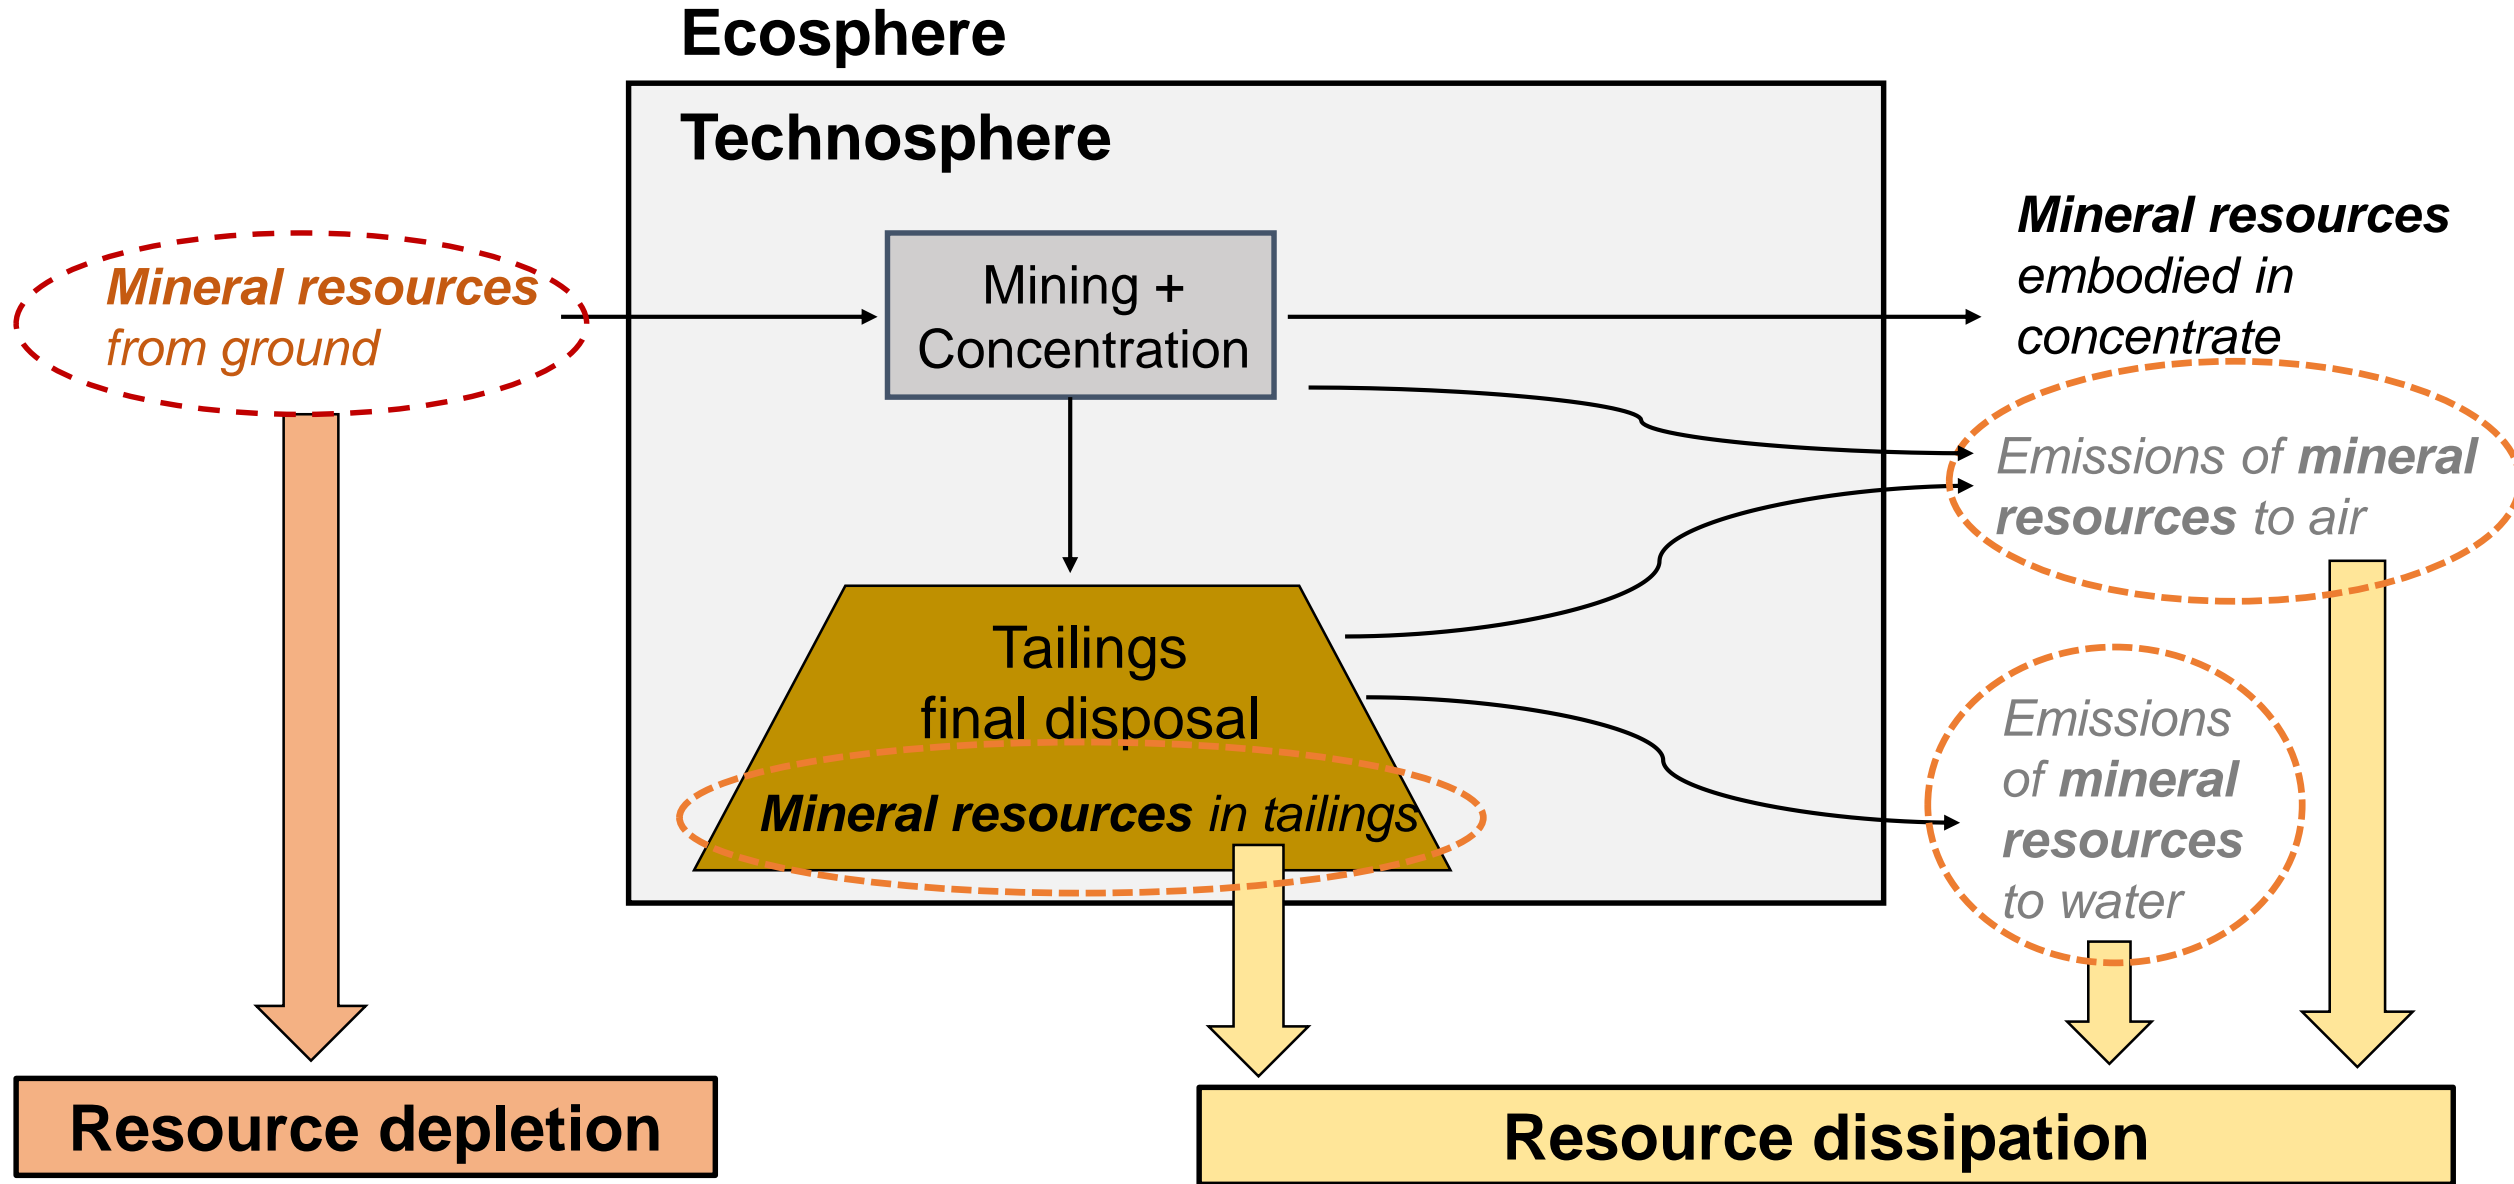 Ecosphere
Technosphere
Mineral resources
from ground
Mining +
Concentration
Mineral resources
embodied in
concentrate
Emissions of mineral
resources to air
Tailings
final disposal
Mineral resources in tailings
Emissions
of mineral
resources
to water
Resource depletion
Resource dissipation